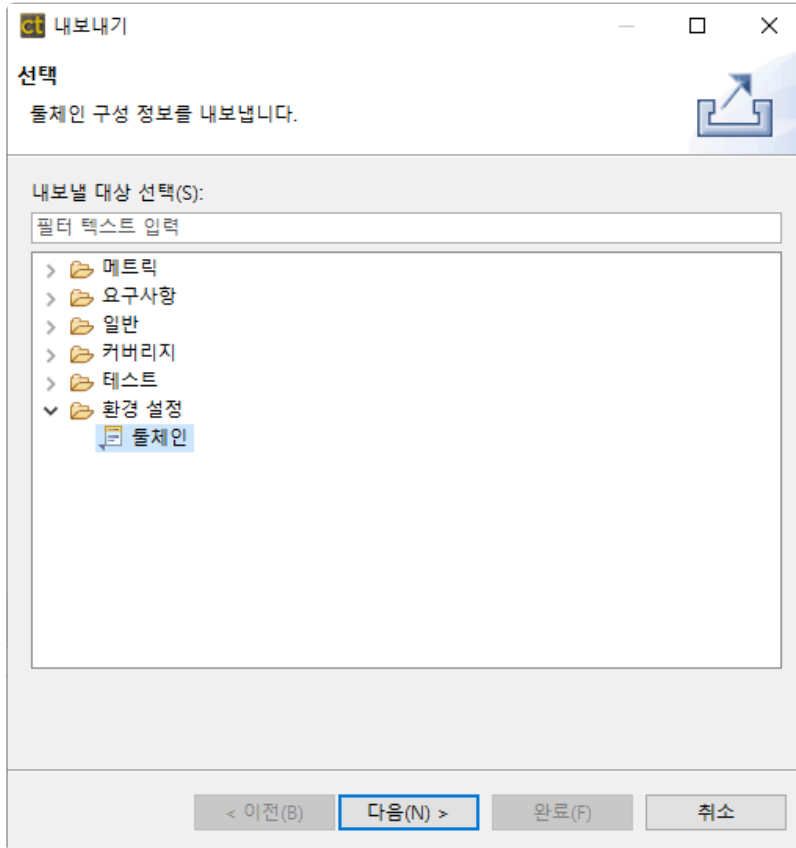 ct 내보내기
선택
툴체인 구성 정보를 내보냅니다.
내보낼 대상 선택(S):
필터 텍스트 입력
메트릭
요구사항
일반
커버리지
테스트
환경 설정
툴체인
< 이전(B) 다음(N) > 완료(F) 취소